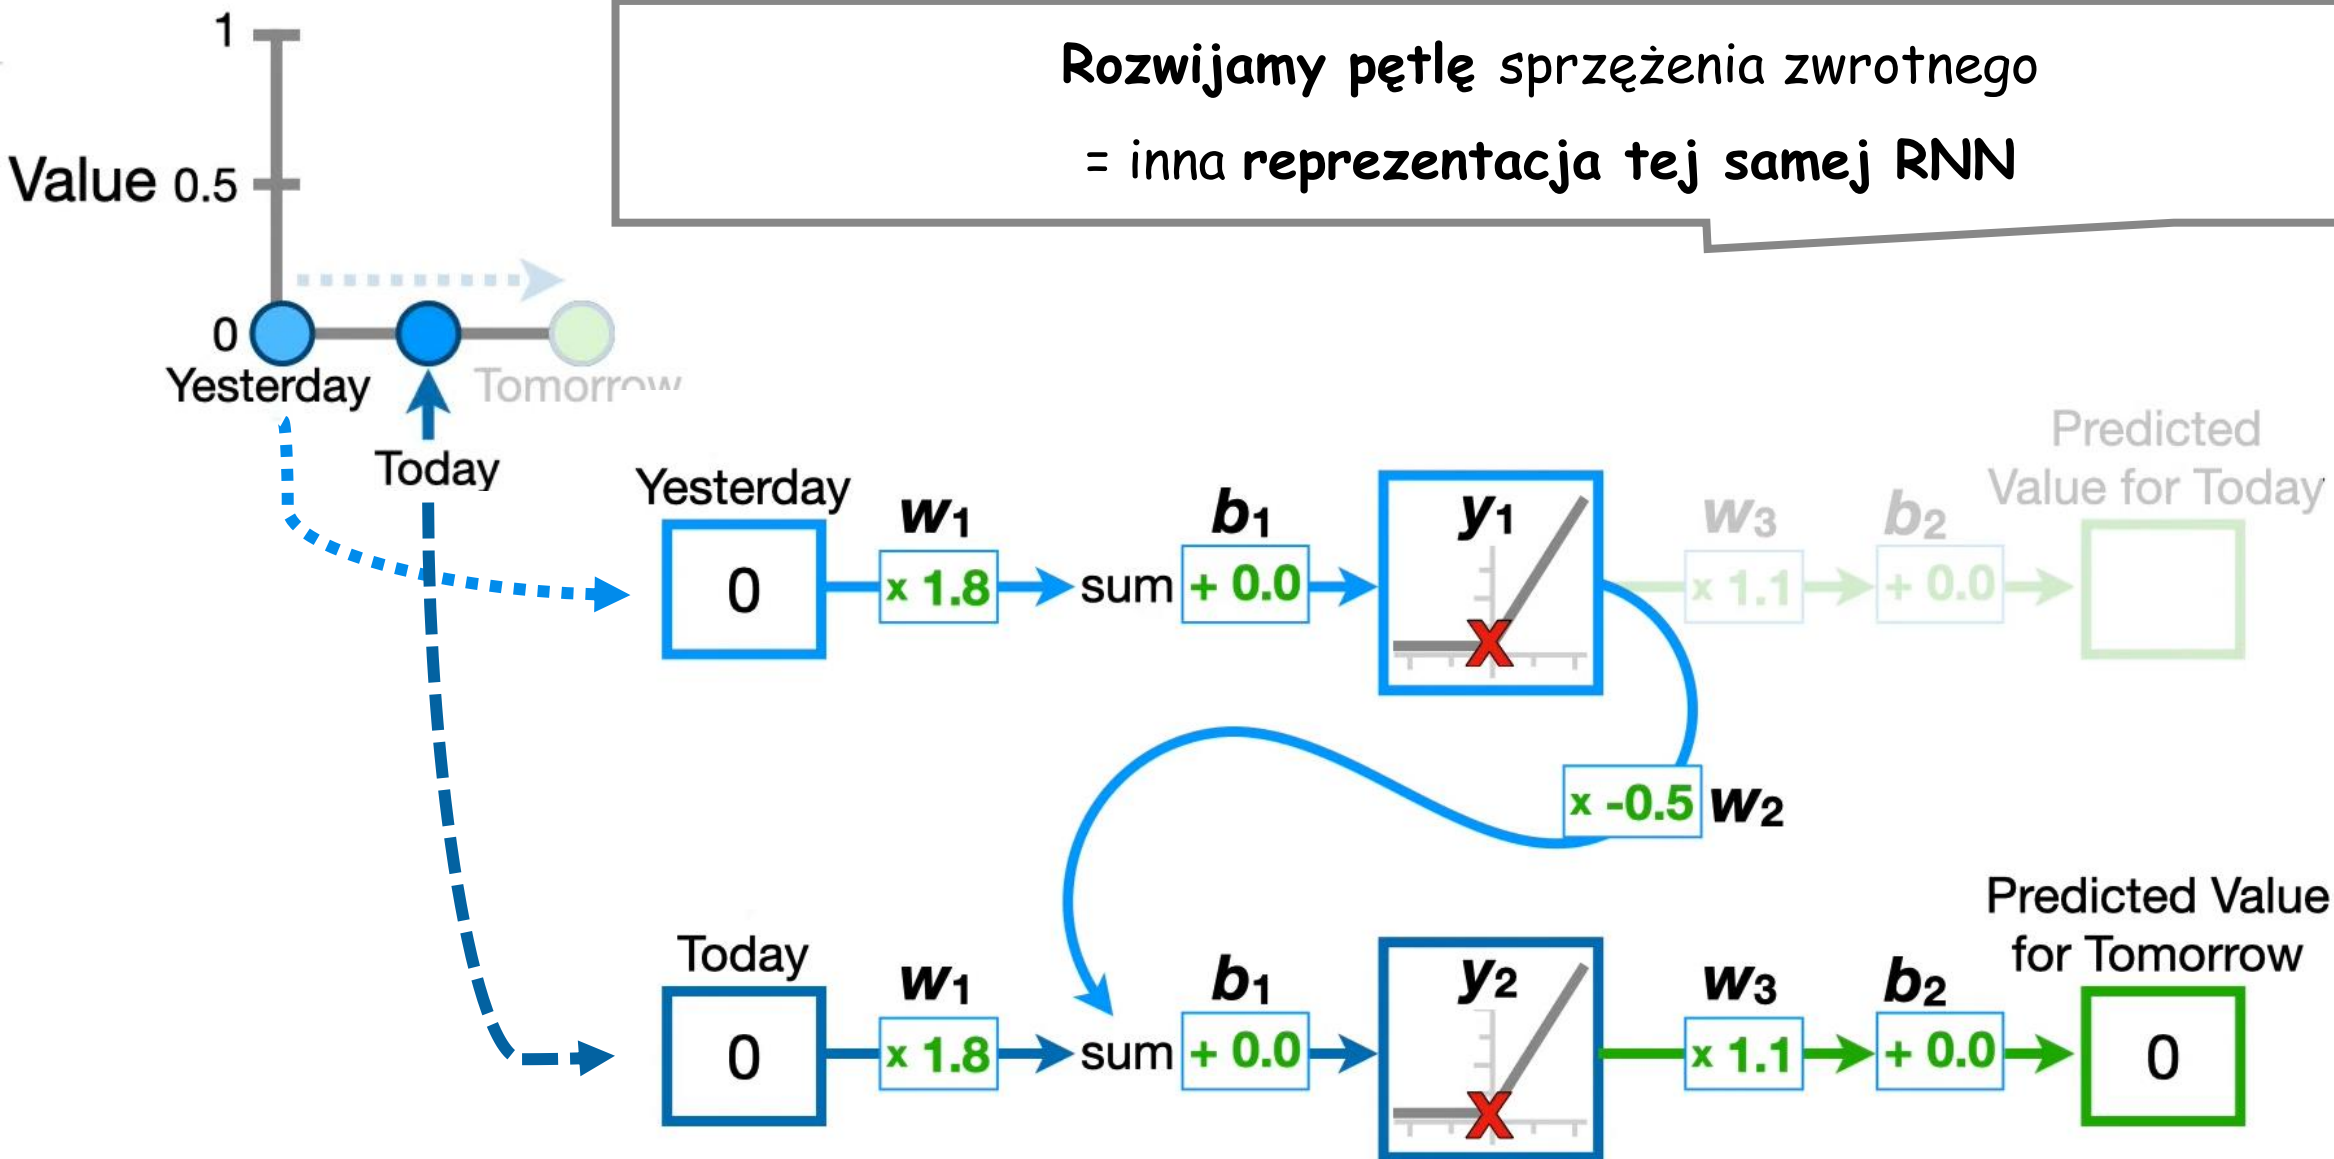 Rozwijamy pętlę sprzężenia zwrotnego
= inna reprezentacja tej samej RNN
1
Value 0.5
0
Yesterday
Tomorrow
Today
Yesterday
w1
b1
y1
w3
b2
Predicted
Value for Today
0
x 1.8
sum
+ 0.0
x 1.1
+ 0.0
x -0.5
w2
Today
w1
b1
y2
w3
b2
Predicted Value
for Tomorrow
0
x 1.8
sum
+ 0.0
x 1.1
+ 0.0
0